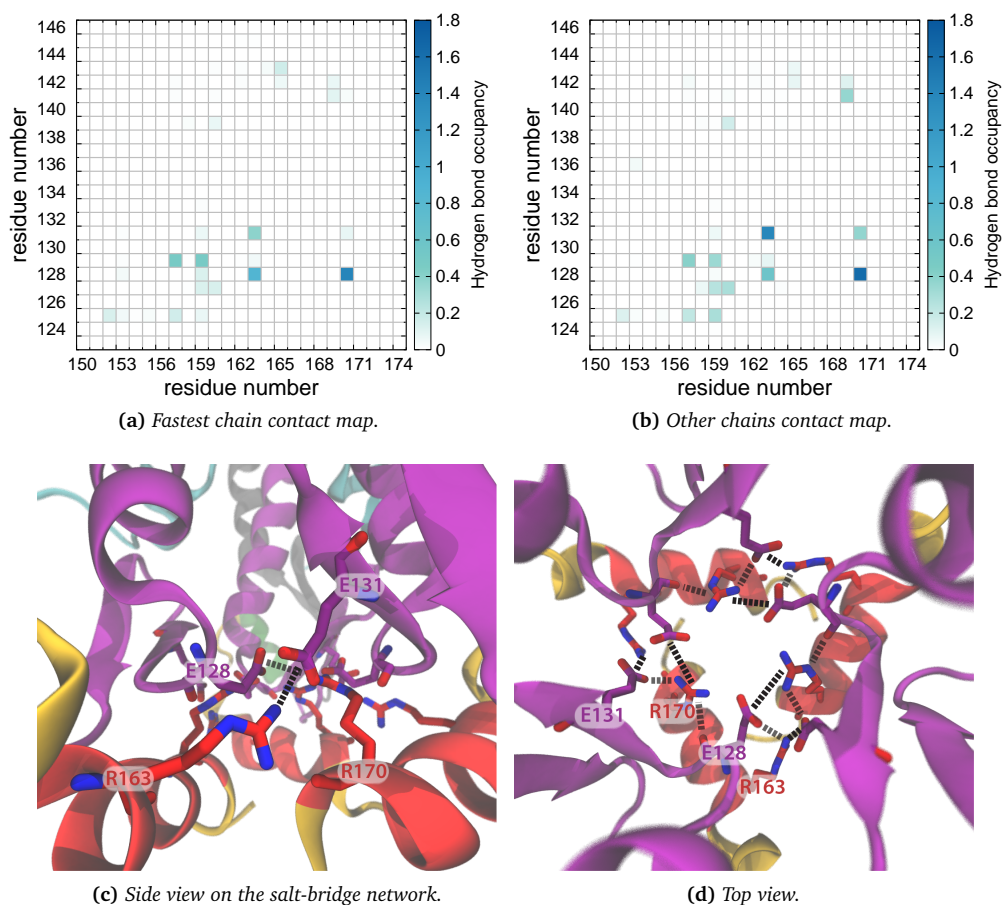 146
144
142
140
138
136
134
132
130
128
126
124
residue number
150 153 156 159 162 165 168 171 174
residue number
1.8
1.6
1.4
1.2
1
0.8
0.6
0.4
0.2
0
Hydrogen bond occupancy
(a) Fastest chain contact map.
146
144
142
140
138
136
134
132
130
128
126
124
residue number
150 153 156 159 162 165 168 171 174
residue number
1.8
1.6
1.4
1.2
1
0.8
0.6
0.4
0.2
0
Hydrogen bond occupancy
(b) Other chains contact map.
E131
E128
R163
R170
(c) Side view on the salt-bridge network.
E131
R170
E128
R163
(d) Top view.